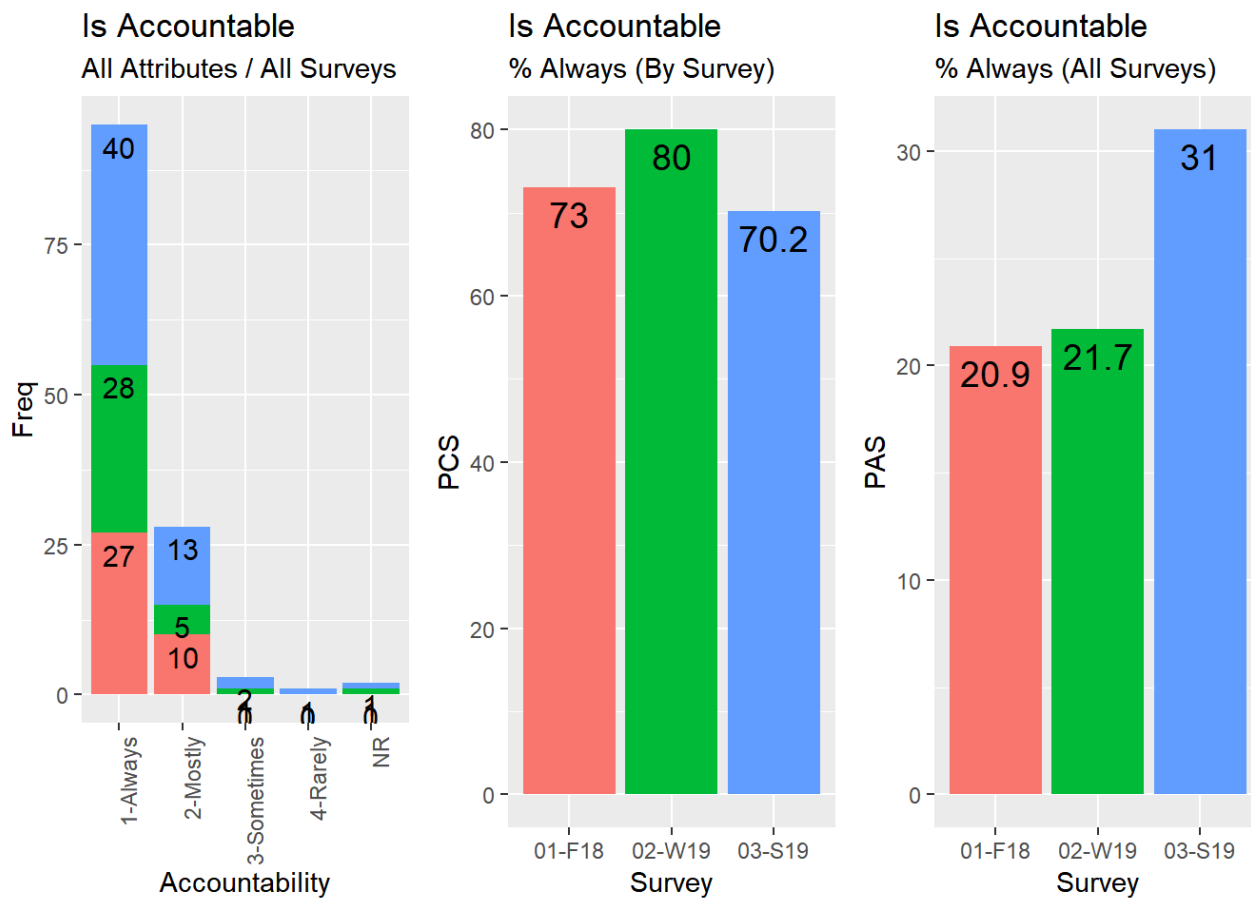 Is Accountable
All Attributes / All Surveys
Freq
75
50
25
0
40
28
27
13
5
10
2
1
0
1
0
1
0
1-Always
2-Mostly
3-Sometimes
4-Rarely
NR
Accountability
Is Accountable
% Always (By Survey)
PCS
80
60
40
20
0
73
80
70.2
01-F18
02-W19
03-S19
Survey
Is Accountable
% Always (All Surveys)
PAS
30
20
10
0
20.9
21.7
31
01-F18
02-W19
03-S19
Survey